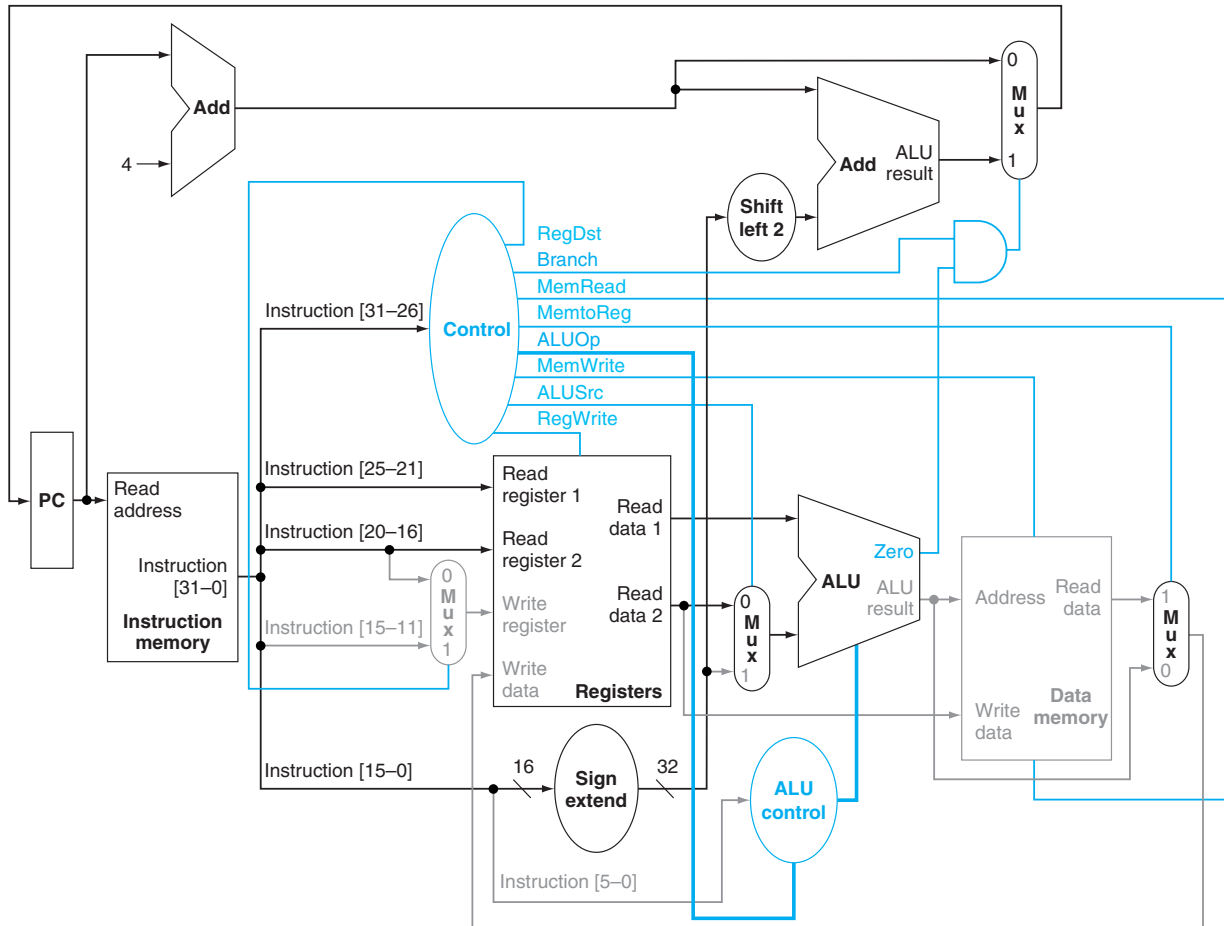 Add
4
0
M
u
x
1
Add
ALU
result
Shift
left 2
RegDst
Branch
MemRead
MemtoReg
ALUOp
MemWrite
ALUSrc
RegWrite
Control
Instruction [31–26]
Instruction [25–21]
Instruction [20–16]
Instruction [15–11]
Instruction [15–0]
Instruction [5–0]
PC
Read
address
Instruction
[31–0]
Instruction
memory
0
M
u
x
1
Read
register 1
Read
register 2
Write
register
Write
data
Read
data 1
Read
data 2
Registers
16
Sign
extend
32
0
M
u
x
1
Zero
ALU
ALU
result
ALU
control
Address
Read
data
Write
data
Data
memory
1
M
u
x
0